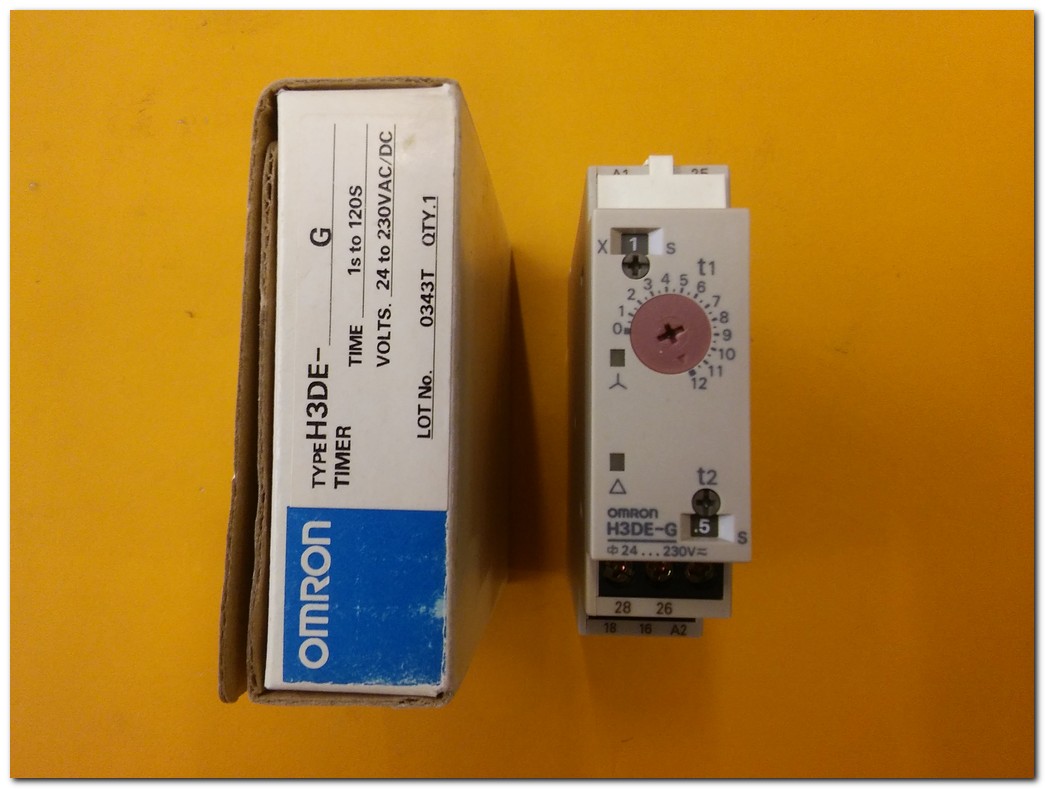 TYPE H3DE- G
TIMER
TIME 1s to 120S
VOLTS. 24 to 230VAC/DC
LOT No. 0343T QTY.1
OMRON
A1 25
X 1 s
t1
0 1 2 3 4 5 6 7 8 9 10 11 12
t2
OMRON
H3DE-G
.5 s
24...230V
28 26
18 16 A2